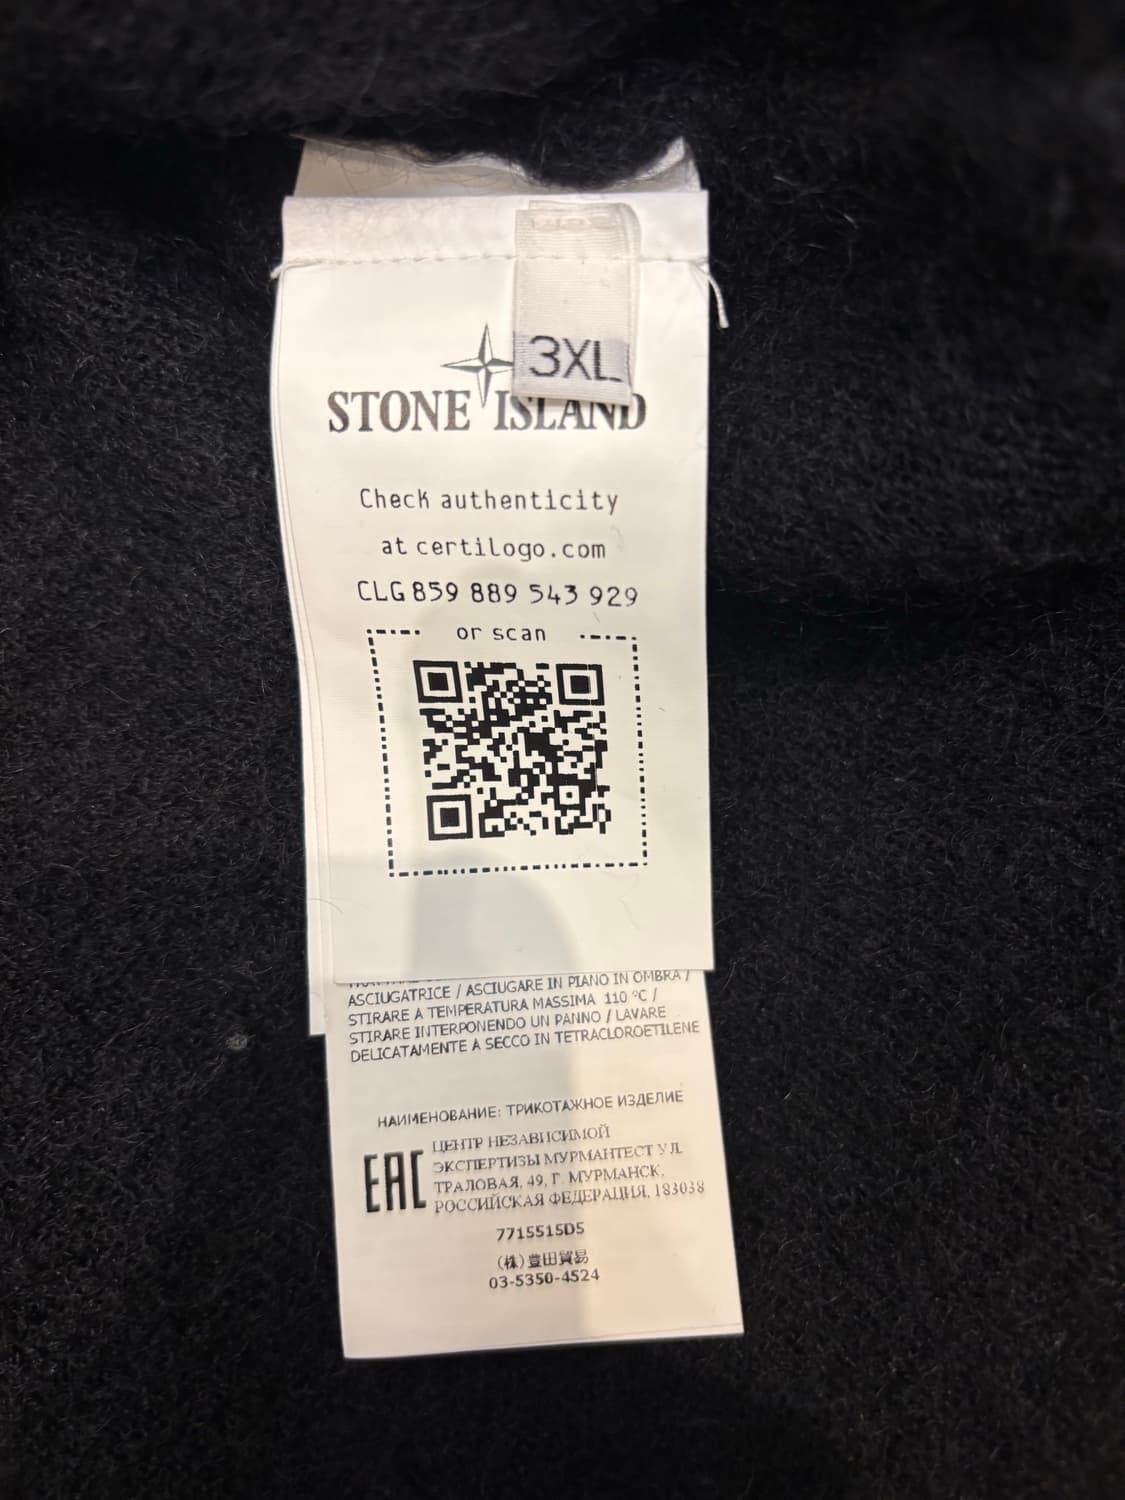 3XL
STONE ISLAND
Check authenticity
at certilogo.com
CLG 859 889 543 929
or scan
ASCIUGATRICE / ASCIUGARE IN PIANO IN OMBRA /
STIRARE A TEMPERATURA MASSIMA 110 °C /
STIRARE INTERPONENDO UN PANNO / LAVARE
DELICATAMENTE A SECCO IN TETRACLOROETILENE
НАИМЕНОВАНИЕ: ТРИКОТАЖНОЕ ИЗДЕЛИЕ
EAC
ЦЕНТР НЕЗАВИСИМОЙ
ЭКСПЕРТИЗЫ МУРМАНТЕСТ УЛ.
ТРАЛОВАЯ, 49, Г. МУРМАНСК,
РОССИЙСКАЯ ФЕДЕРАЦИЯ, 183038
7715515D5
(株)豊田貿易
03-5350-4524